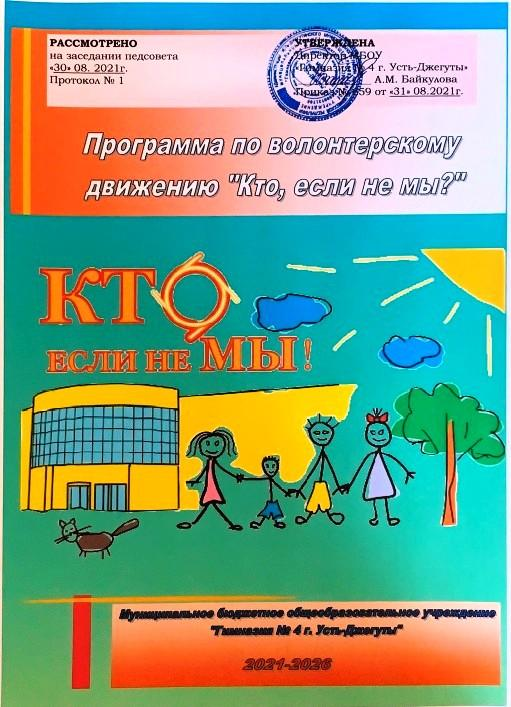 РАССМОТРЕНО
на заседании педсовета
«30» 08. 2021г.
Протокол № 1
УТВЕРЖДЕНА
Директор МБОУ
«Гимназия № 4 г. Усть-Джегуты»
А.М. Байкулова
Приказ № 159 от «31» 08.2021г.
Программа по волонтерскому
движению "Кто, если не мы?"
КТО
ЕСЛИ НЕ МЫ!
Муниципальное бюджетное общеобразовательное учреждение
"Гимназия № 4 г. Усть-Джегуты"
2021-2026